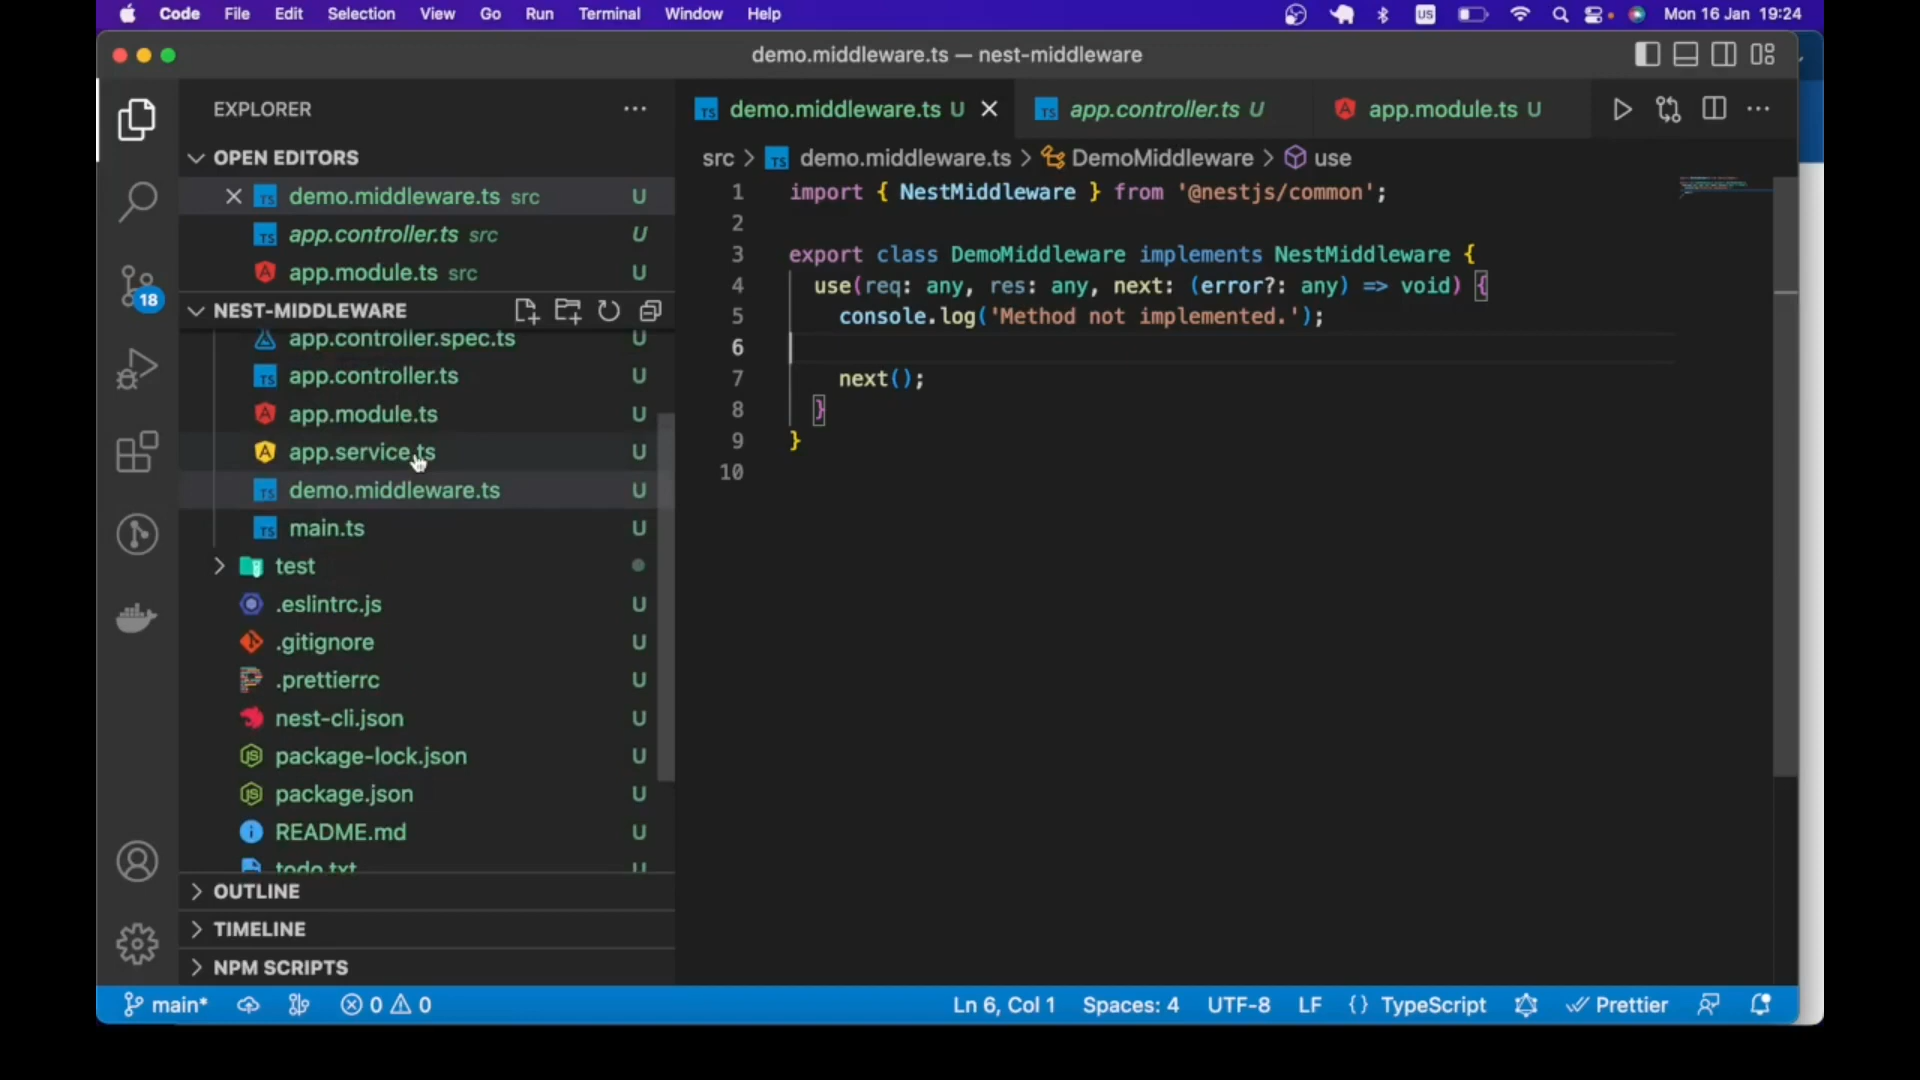 Code File Edit Selection View Go Run Terminal Window Help US Mon 16 Jan 19:24
demo.middleware.ts — nest-middleware
EXPLORER
OPEN EDITORS
demo.middleware.ts src U
app.controller.ts src U
app.module.ts src U
NEST-MIDDLEWARE
app.controller.spec.ts U
app.controller.ts U
app.module.ts U
app.service.ts U
demo.middleware.ts U
main.ts U
test
.eslintrc.js U
.gitignore U
.prettierrc U
nest-cli.json U
package-lock.json U
package.json U
README.md U
todo.txt U
OUTLINE
TIMELINE
NPM SCRIPTS
18
demo.middleware.ts U app.controller.ts U app.module.ts U
src > demo.middleware.ts > DemoMiddleware > use
1 import { NestMiddleware } from '@nestjs/common';
2
3 export class DemoMiddleware implements NestMiddleware {
4 use(req: any, res: any, next: (error?: any) => void) {
5 console.log('Method not implemented.');
6
7 next();
8 }
9 }
10
main* 0 0 Ln 6, Col 1 Spaces: 4 UTF-8 LF {} TypeScript Prettier